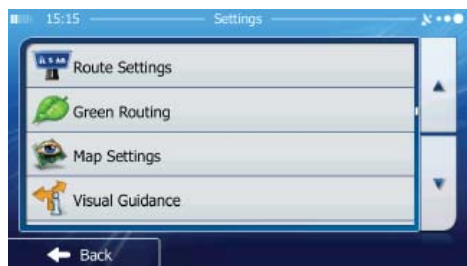 15:15 Settings
Route Settings
Green Routing
Map Settings
Visual Guidance
Back